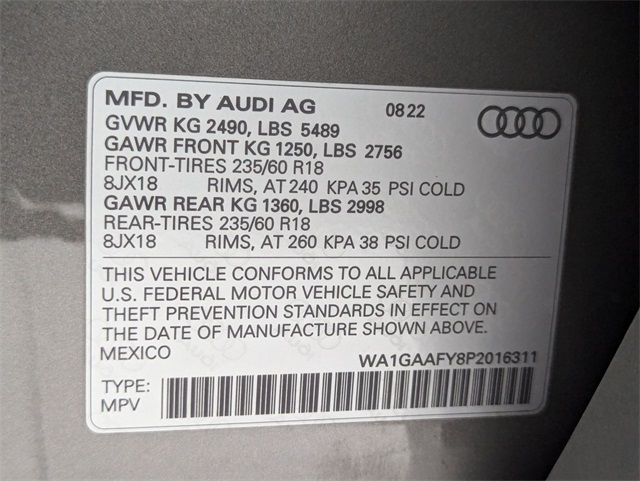 MFD. BY AUDI AG 0822
GVWR KG 2490, LBS 5489
GAWR FRONT KG 1250, LBS 2756
FRONT-TIRES 235/60 R18
8JX18 RIMS, AT 240 KPA 35 PSI COLD
GAWR REAR KG 1360, LBS 2998
REAR-TIRES 235/60 R18
8JX18 RIMS, AT 260 KPA 38 PSI COLD
THIS VEHICLE CONFORMS TO ALL APPLICABLE
U.S. FEDERAL MOTOR VEHICLE SAFETY AND
THEFT PREVENTION STANDARDS IN EFFECT ON
THE DATE OF MANUFACTURE SHOWN ABOVE.
MEXICO WA1GAAFY8P2016311
TYPE:
MPV